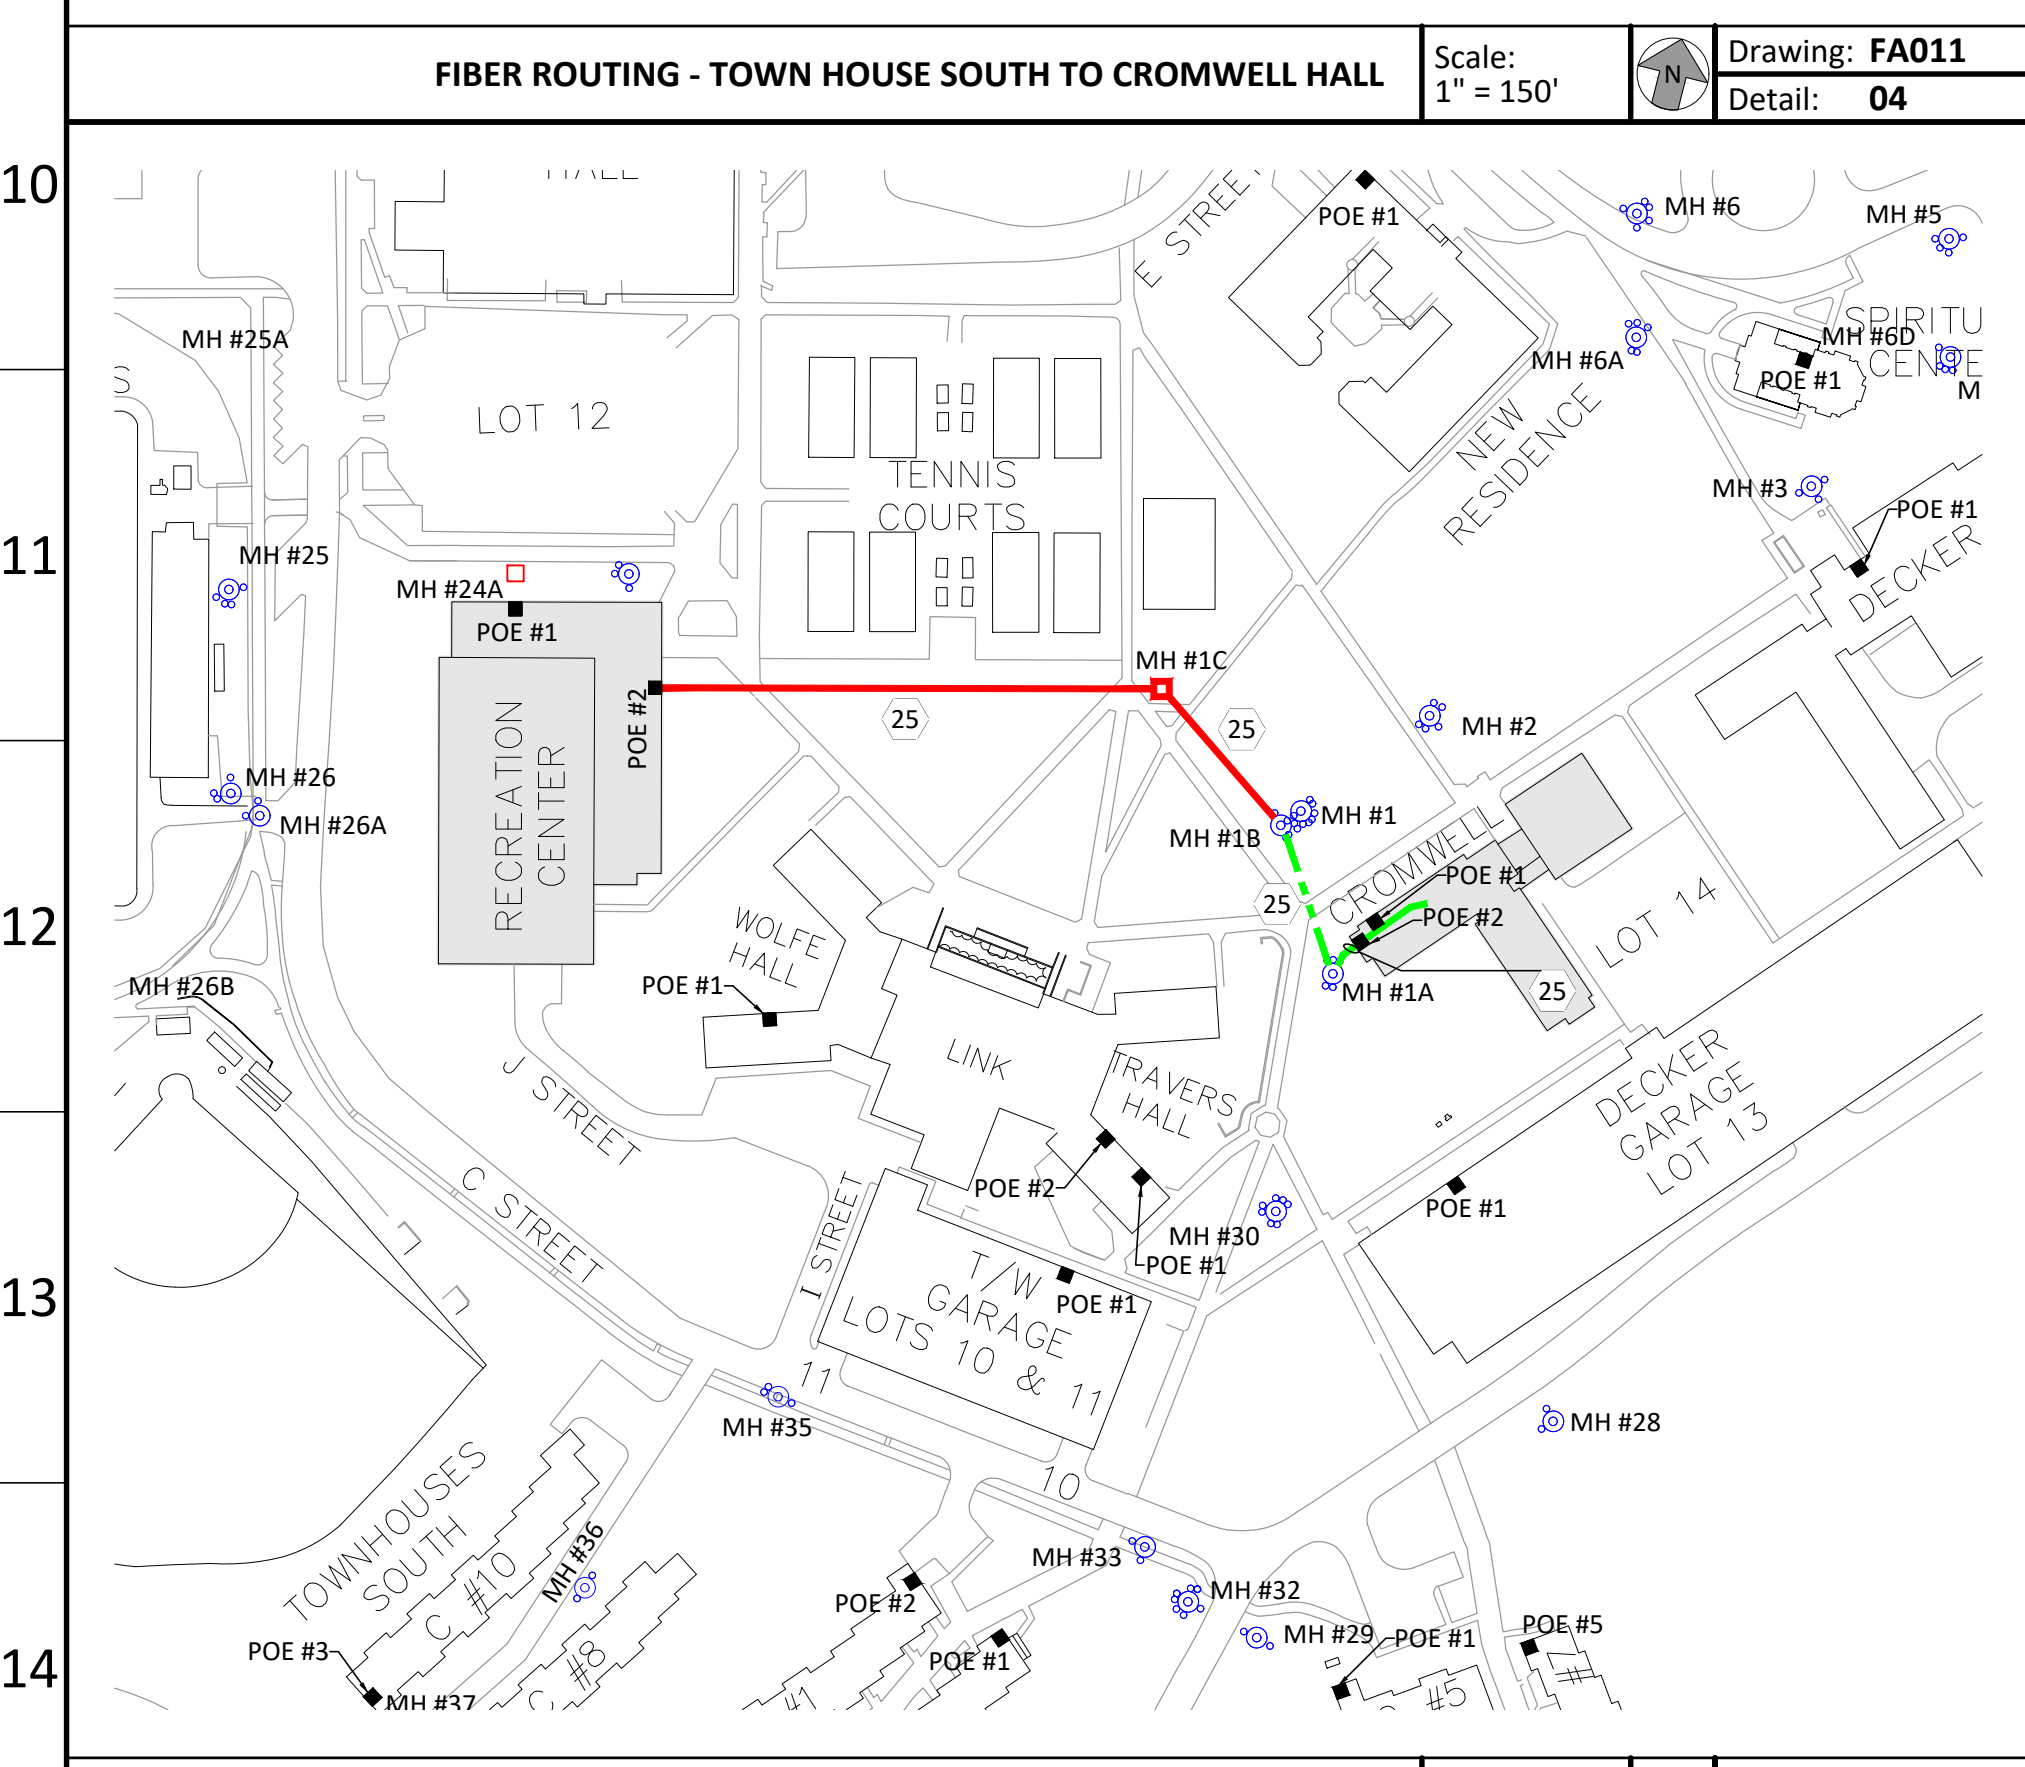 FIBER ROUTING - TOWN HOUSE SOUTH TO CROMWELL HALL
Scale:
1" = 150'
N
Drawing: FA011
Detail: 04
10
HALL
E STREET
POE #1
MH #6
MH #5
MH #25A
SPIRITU
CENTE
MH #6D
POE #1
MH #6A
M
S
LOT 12
TENNIS
COURTS
NEW
RESIDENCE
MH #3
POE #1
DECKER
11
MH #25
MH #24A
POE #1
MH #1C
POE #2
25
25
MH #2
RECREATION
CENTER
MH #26
MH #26A
MH #1
MH #1B
CROMWELL
POE #1
POE #2
25
12
WOLFE
HALL
LOT 14
POE #1
MH #26B
MH #1A
25
LINK
TRAVERS
HALL
J STREET
DECKER
GARAGE
LOT 13
C STREET
I STREET
POE #2
POE #1
POE #1
MH #30
13
T/W
GARAGE
LOTS 10 & 11
POE #1
11
MH #35
MH #28
10
TOWNHOUSES
SOUTH
C #10
MH #36
MH #33
POE #2
MH #32
MH #29
POE #1
POE #5
14
POE #3
C #8
POE #1
MH #37
#1
#5
#7